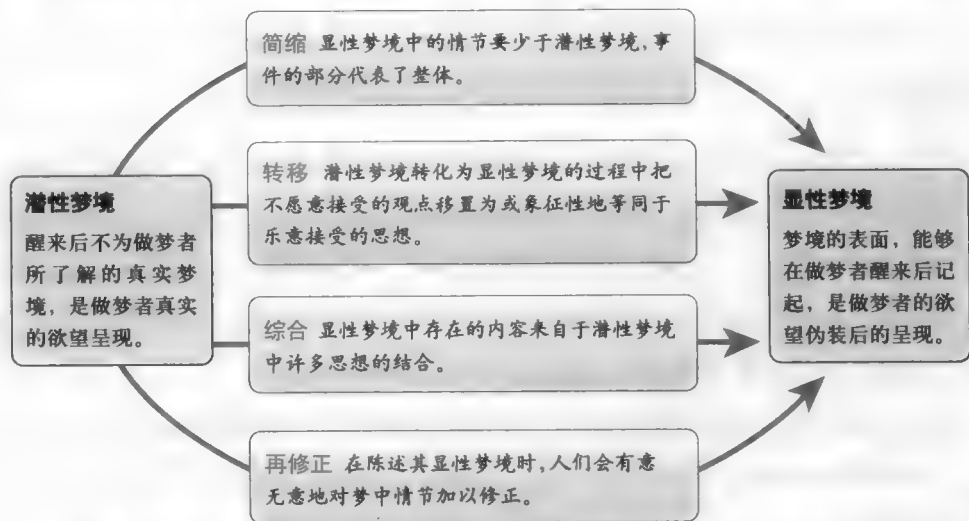 简缩 显性梦境中的情节要少于潜性梦境,事
件的部分代表了整体。
转移 潜性梦境转化为显性梦境的过程中把
不愿意接受的观点移置为或象征性地等同于
乐意接受的思想。
潜性梦境
醒来后不为做梦者
所了解的真实梦
境，是做梦者真实
的欲望呈现。
显性梦境
梦境的表面，能够
在做梦者醒来后记
起，是做梦者的欲
望伪装后的呈现。
综合 显性梦境中存在的内容来自于潜性梦境
中许多思想的结合。
再修正 在陈述其显性梦境时,人们会有意
无意地对梦中情节加以修正。